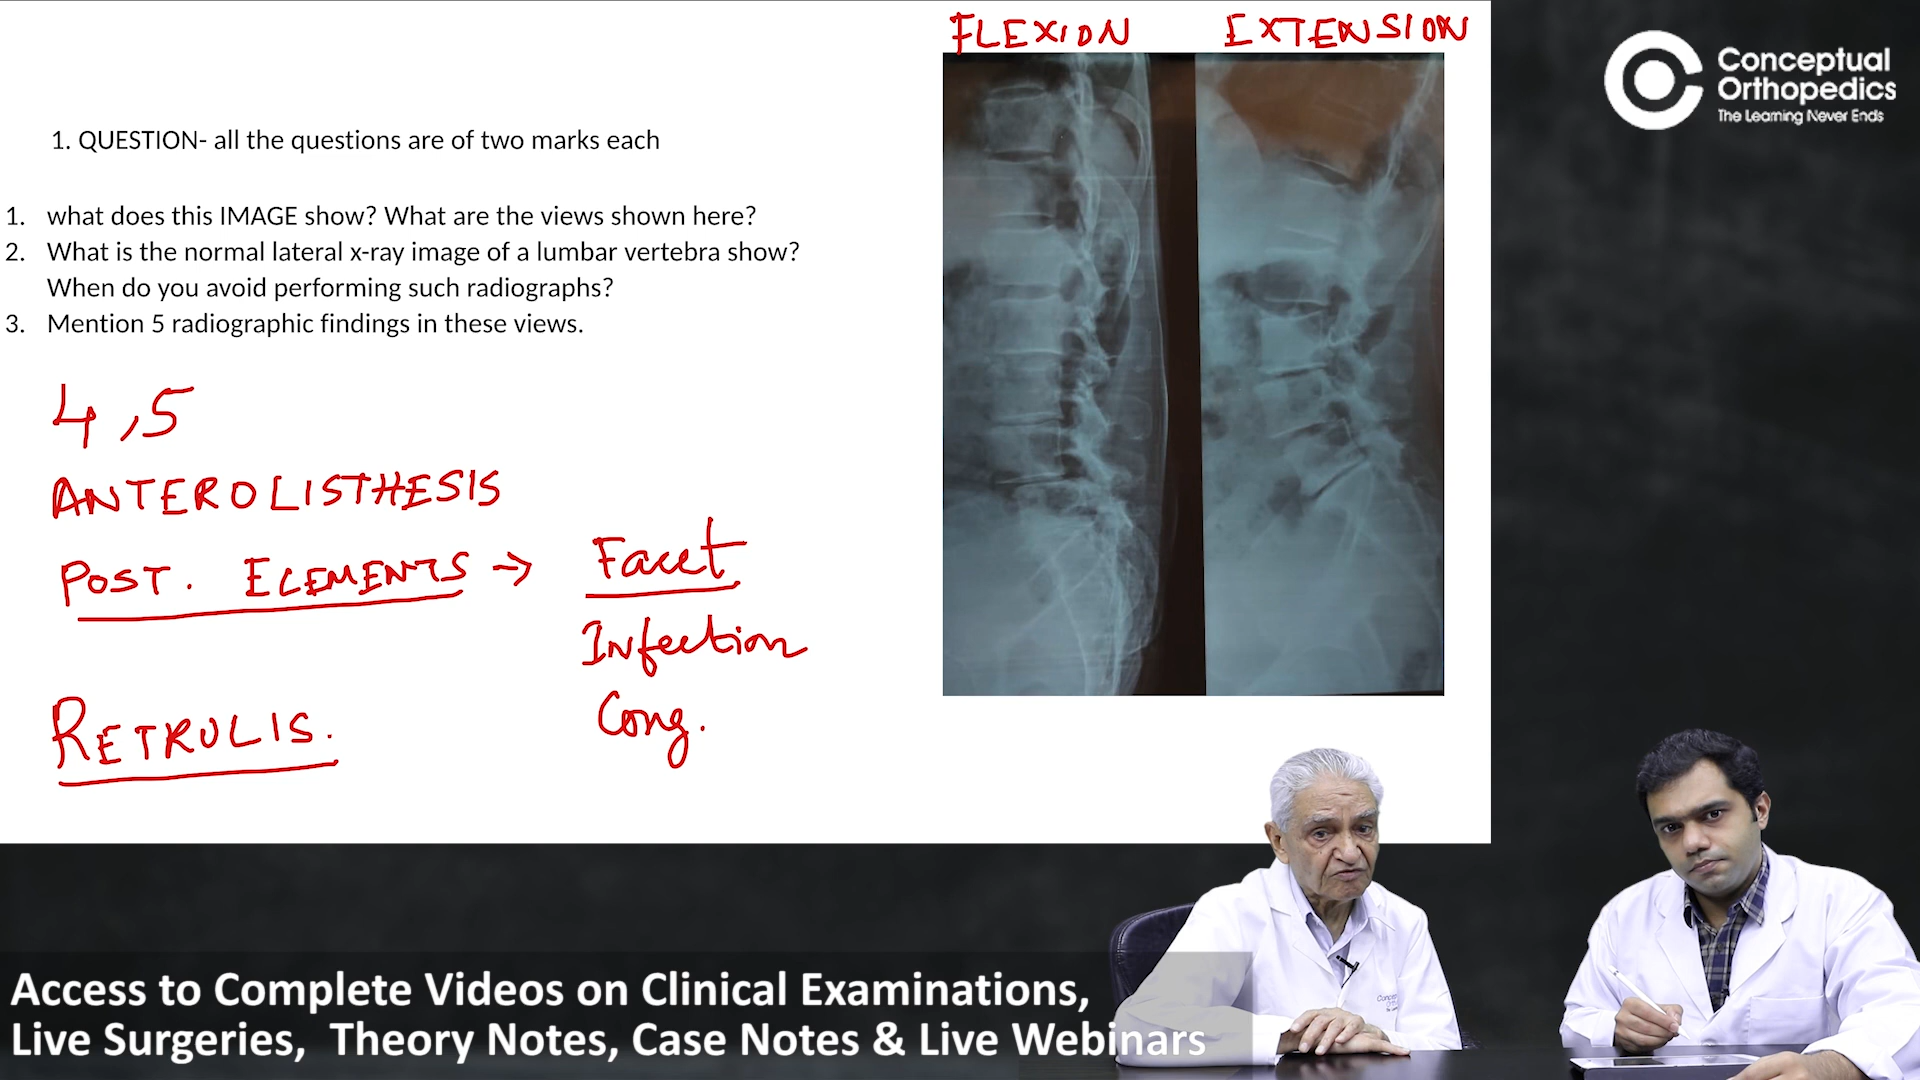 FLEXION EXTENSION
Conceptual
Orthopedics
The Learning Never Ends
1. QUESTION- all the questions are of two marks each
1. what does this IMAGE show? What are the views shown here?
2. What is the normal lateral x-ray image of a lumbar vertebra show?
When do you avoid performing such radiographs?
3. Mention 5 radiographic findings in these views.
4,5
ANTEROLISTHESIS
POST. ELEMENTS → Facet
Infection
Cong.
RETROLIS.
Access to Complete Videos on Clinical Examinations,
Live Surgeries, Theory Notes, Case Notes & Live Webinars